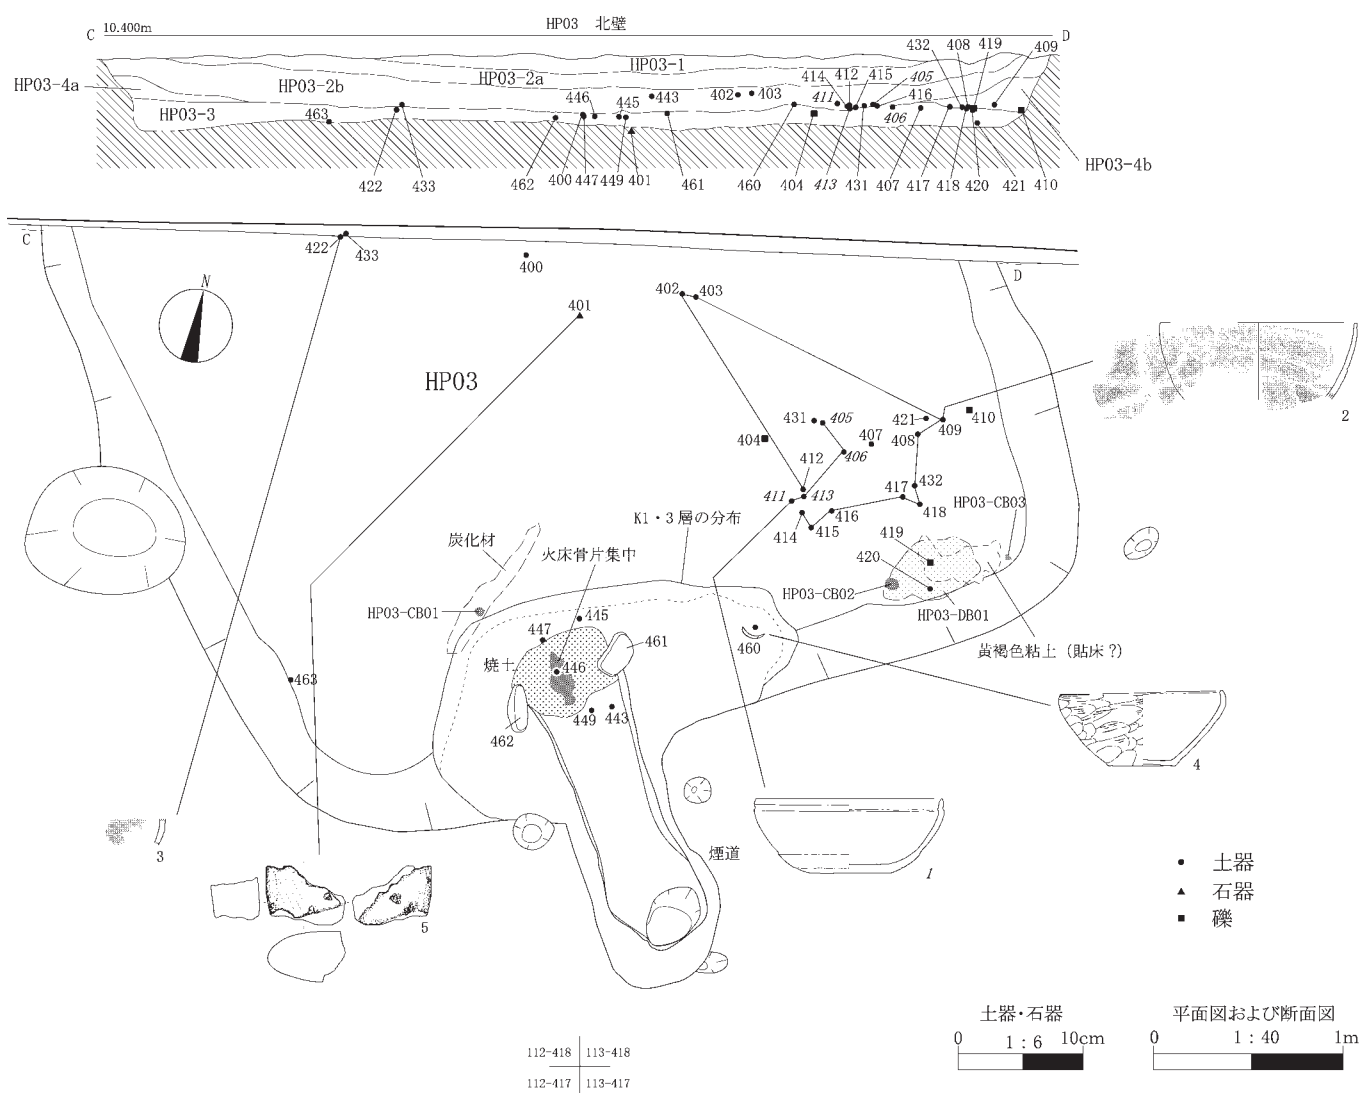 HP03 北壁
C 10.400m D
HP03-1
HP03-2a
HP03-2b
HP03-4a
HP03-3
463
446 445 443 402 403 414 411 412 415 405 416 406 432 408 419 409
422 433 462 400 447 449 401 461 460 404 413 431 407 417 418 420 421 410
HP03-4b
C
422 433
400
D
N
402 403
401
HP03
2
431 405 421 409 410
404 406 407 408
412
411 413 417 432
414 415 416 418
HP03-CB03
K1・3層の分布
炭化材
火床骨片集中
419
420
HP03-CB02
HP03-DB01
HP03-CB01
447 445
461
460
黄褐色粘土（貼床？）
焼土
446
463
449 443
462
4
煙道
3
1
5
● 土器
▲ 石器
■ 礫
土器・石器
0 1：6 10cm
平面図および断面図
0 1：40 1m
112-418 113-418
112-417 113-417